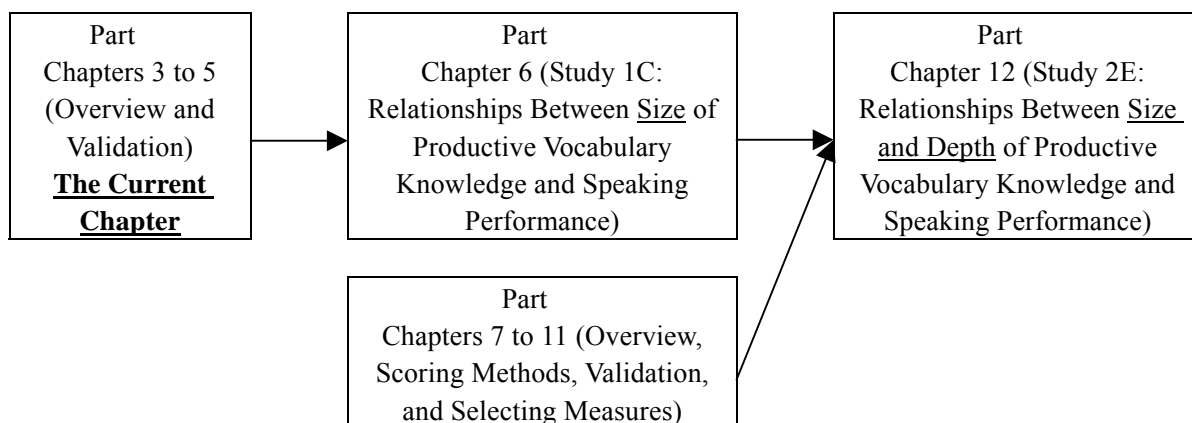 Part
Chapters 3 to 5
(Overview and
Validation)
The Current
Chapter
Part
Chapter 6 (Study 1C:
Relationships Between Size of
Productive Vocabulary
Knowledge and Speaking
Performance)
Part
Chapter 12 (Study 2E:
Relationships Between Size
and Depth of Productive
Vocabulary Knowledge and
Speaking Performance)
Part
Chapters 7 to 11 (Overview,
Scoring Methods, Validation,
and Selecting Measures)